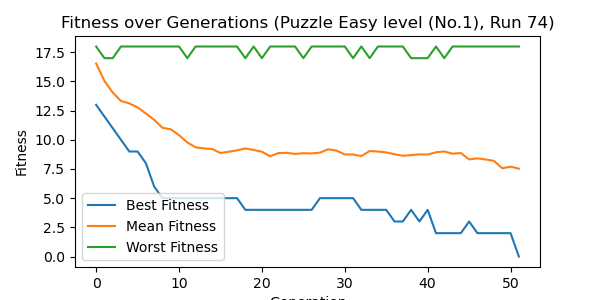 Fitness over Generations (Puzzle Easy level (No.1), Run 74)
17.5
15.0
12.5
10.0
7.5
5.0
2.5
0.0
Fitness
Best Fitness
Mean Fitness
Worst Fitness
0 10 20 30 40 50
Generation